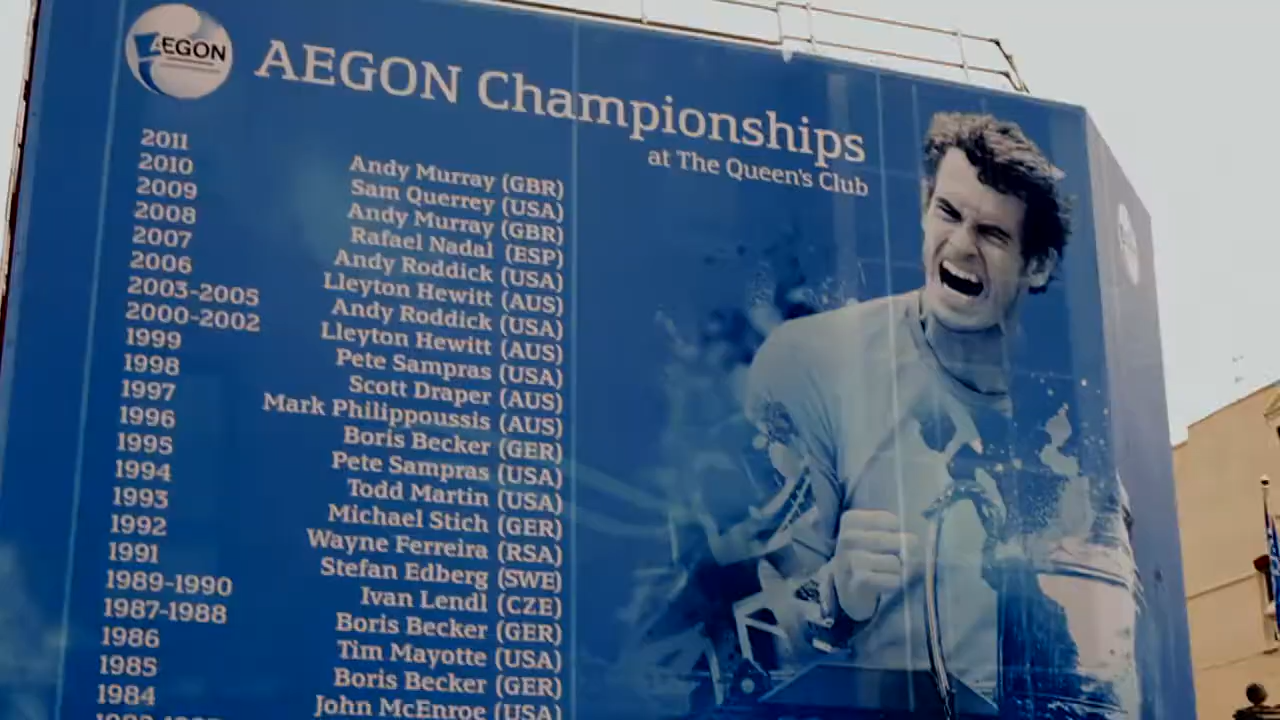 AEGON
AEGON Championships
at The Queen's Club
2011 Andy Murray (GBR)
2010 Sam Querrey (USA)
2009 Andy Murray (GBR)
2008 Rafael Nadal (ESP)
2007 Andy Roddick (USA)
2006 Lleyton Hewitt (AUS)
2003-2005 Andy Roddick (USA)
2000-2002 Lleyton Hewitt (AUS)
1999 Pete Sampras (USA)
1998 Scott Draper (AUS)
1997 Mark Philippoussis (AUS)
1996 Boris Becker (GER)
1995 Pete Sampras (USA)
1994 Todd Martin (USA)
1993 Michael Stich (GER)
1992 Wayne Ferreira (RSA)
1991 Stefan Edberg (SWE)
1989-1990 Ivan Lendl (CZE)
1987-1988 Boris Becker (GER)
1986 Tim Mayotte (USA)
1985 Boris Becker (GER)
1984 John McEnroe (USA)